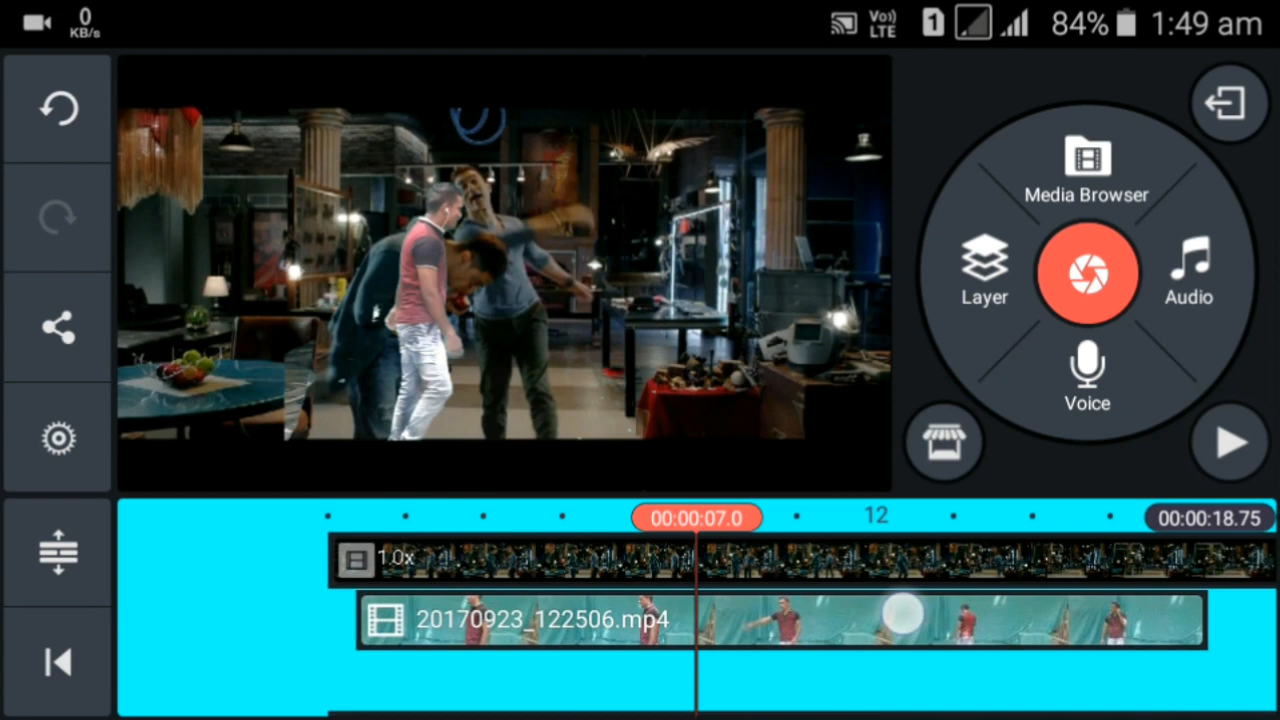 0
KB/s
Vo))
LTE
1
84%
1:49 am
Media Browser
Layer
Audio
Voice
00:00:07.0
12
00:00:18.75
1.0x
20170923_122506.mp4